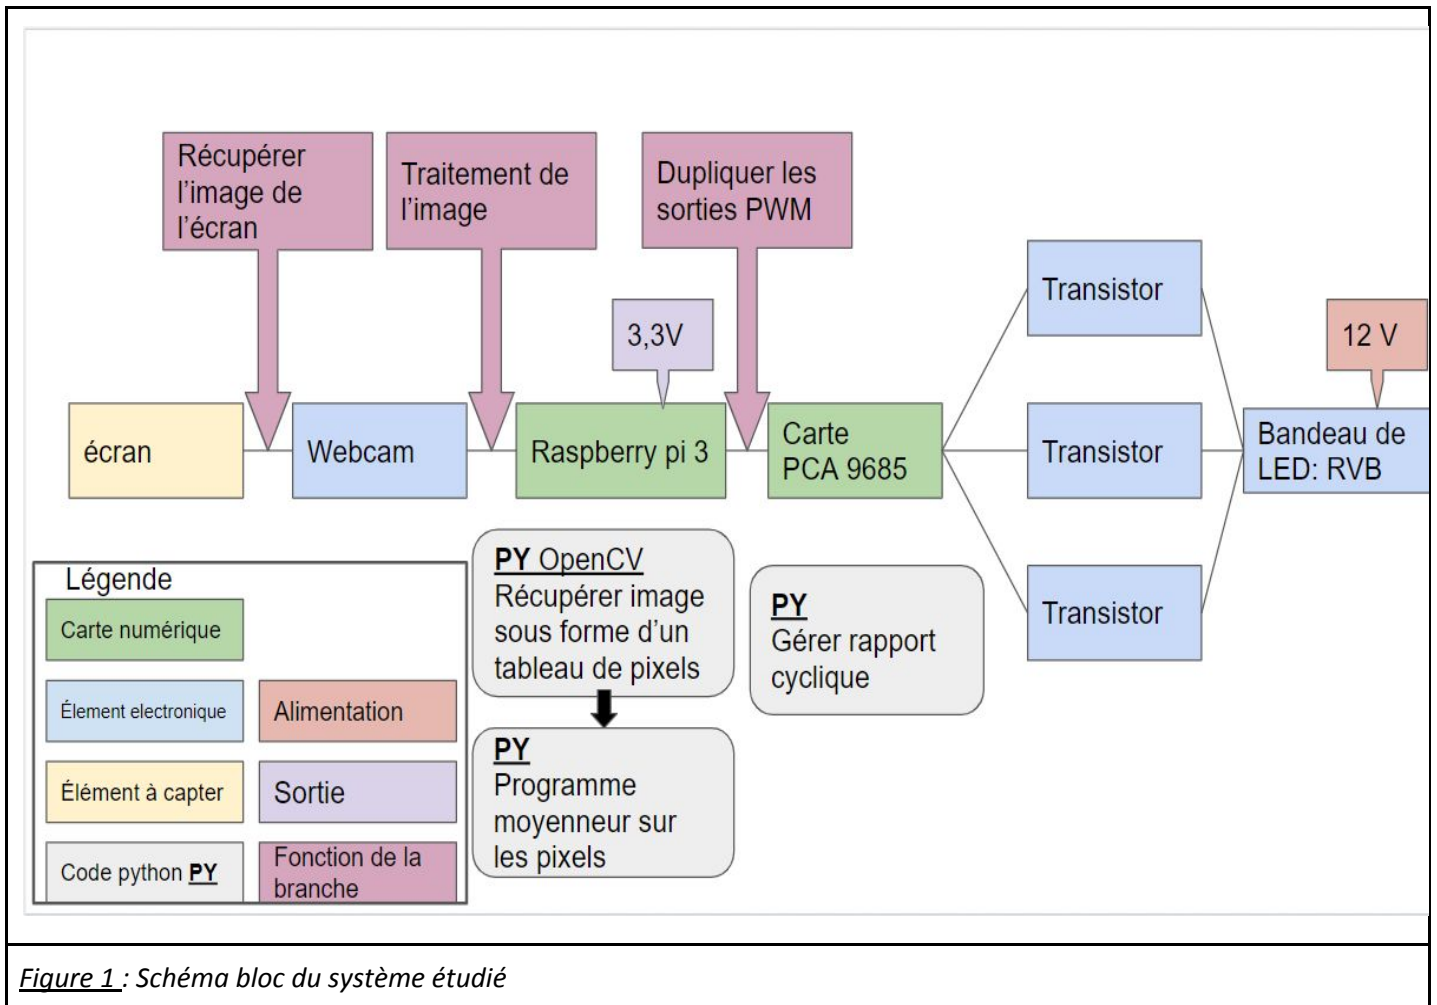 Récupérer
l'image de
l'écran
Traitement de
l'image
Dupliquer les
sorties PWM
3,3V
12 V
Transistor
écran
Webcam
Raspberry pi 3
Carte
PCA 9685
Transistor
Bandeau de
LED: RVB
Transistor
Légende
Carte numérique
Élement electronique
Alimentation
Élément à capter
Sortie
Code python PY
Fonction de la
branche
PY OpenCV
Récupérer image
sous forme d'un
tableau de pixels
PY
Programme
moyenneur sur
les pixels
PY
Gérer rapport
cyclique
Figure 1 : Schéma bloc du système étudié